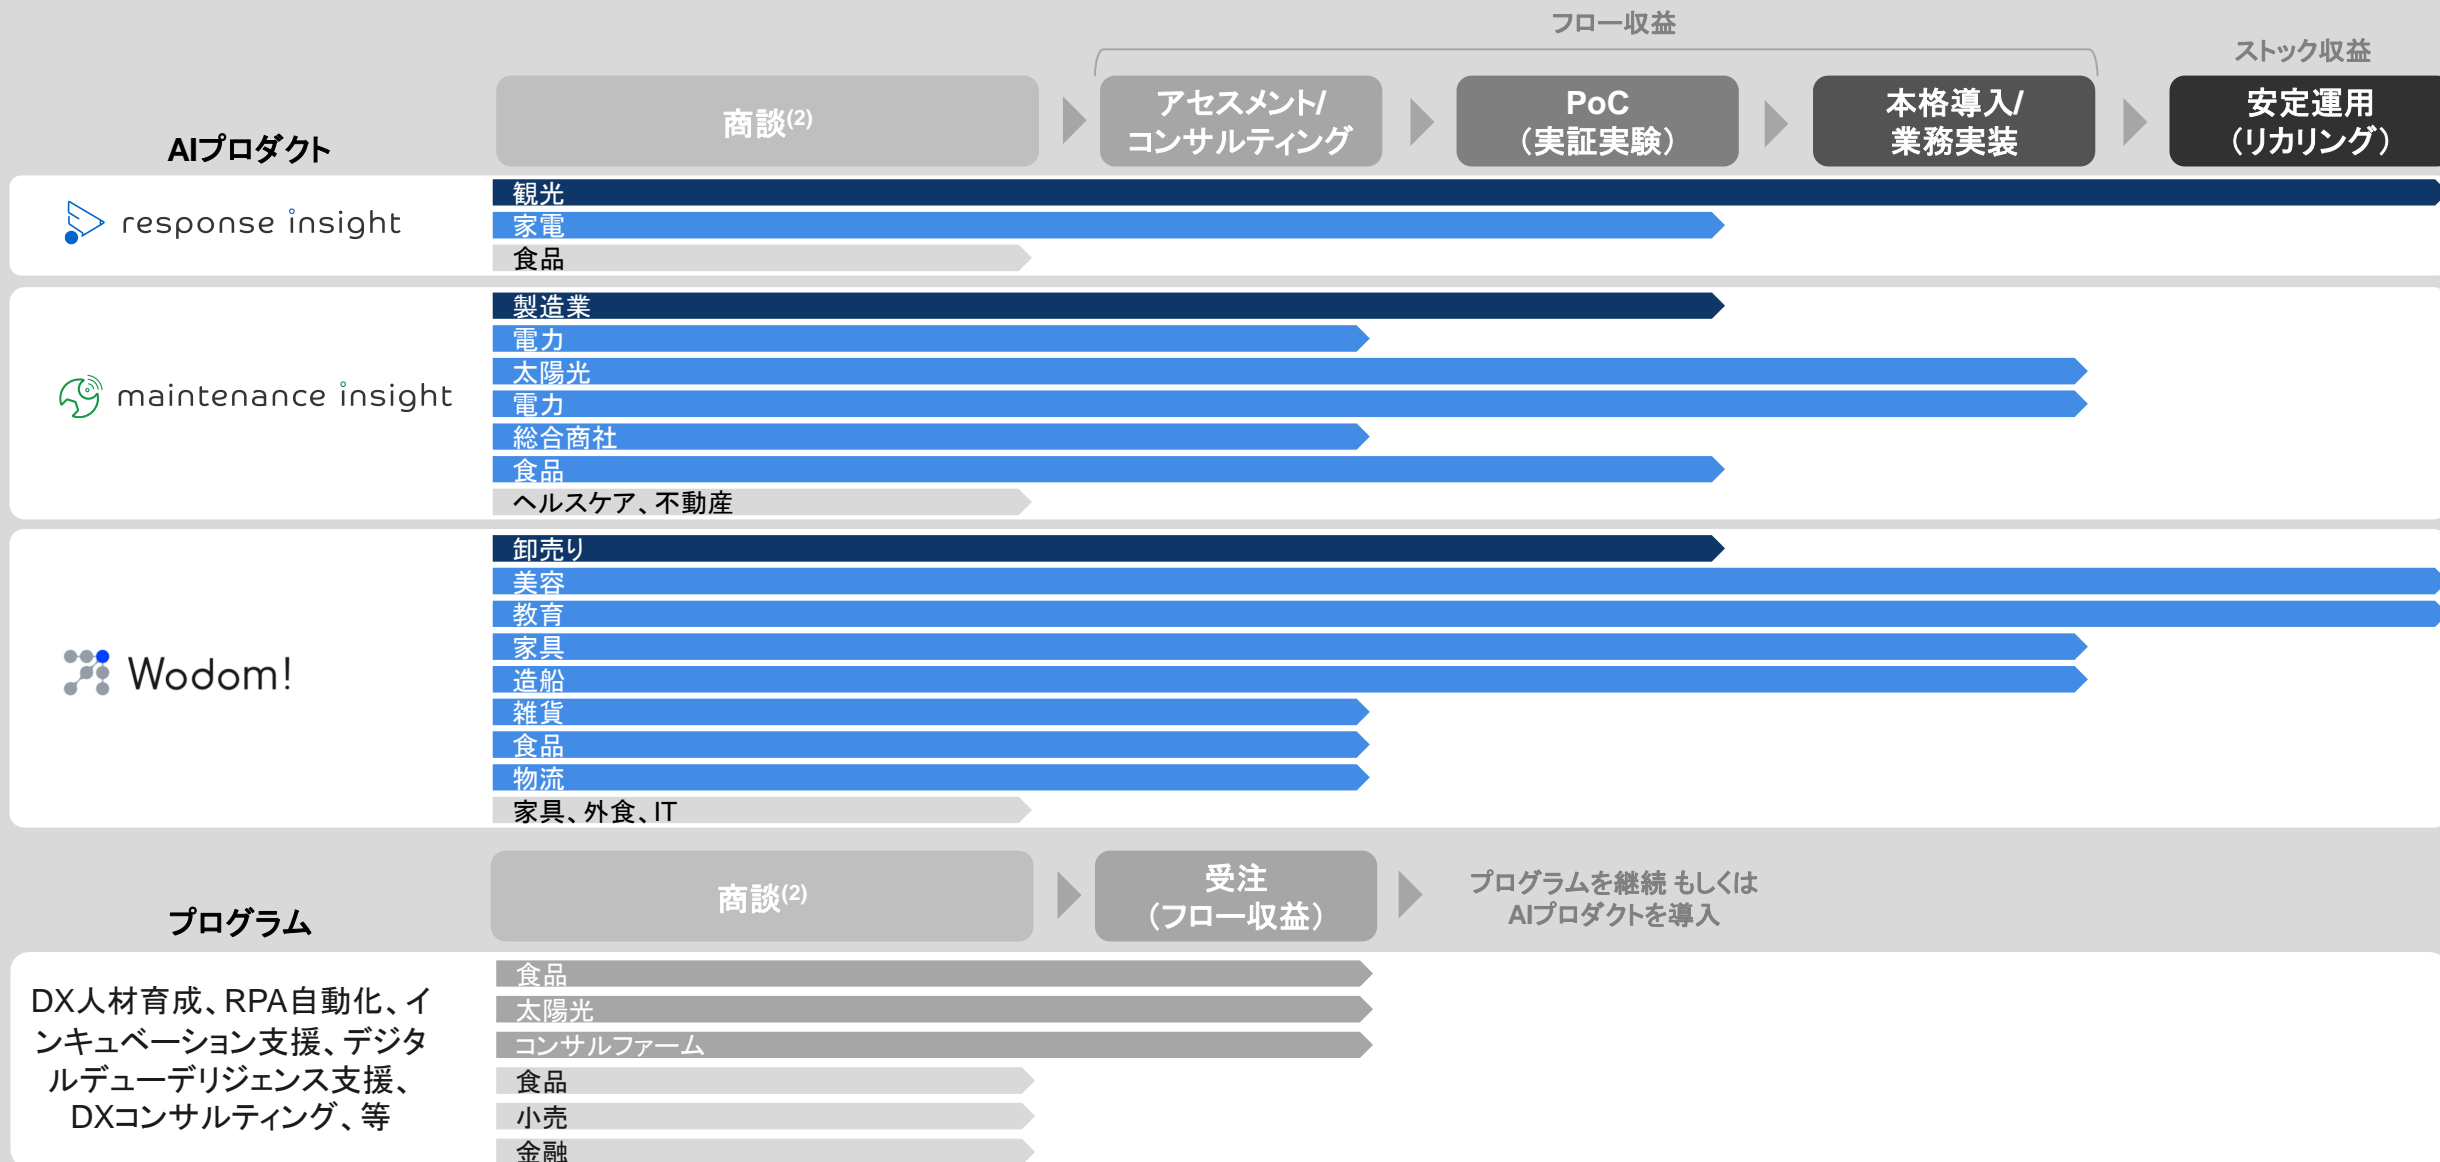 フロー収益
ストック収益
AIプロダクト
商談(2)
アセスメント/
コンサルティング
PoC
（実証実験）
本格導入/
業務実装
安定運用
（リカリング）
response insight
観光
家電
食品
maintenance insight
製造業
電力
太陽光
電力
総合商社
食品
ヘルスケア、不動産
Wodom!
卸売り
美容
教育
家具
造船
雑貨
食品
物流
家具、外食、IT
プログラム
商談(2)
受注
（フロー収益）
プログラムを継続 もしくは
AIプロダクトを導入
DX人材育成、RPA自動化、イ
ンキュベーション支援、デジタ
ルデューデリジェンス支援、
DXコンサルティング、等
食品
太陽光
コンサルファーム
食品
小売
金融